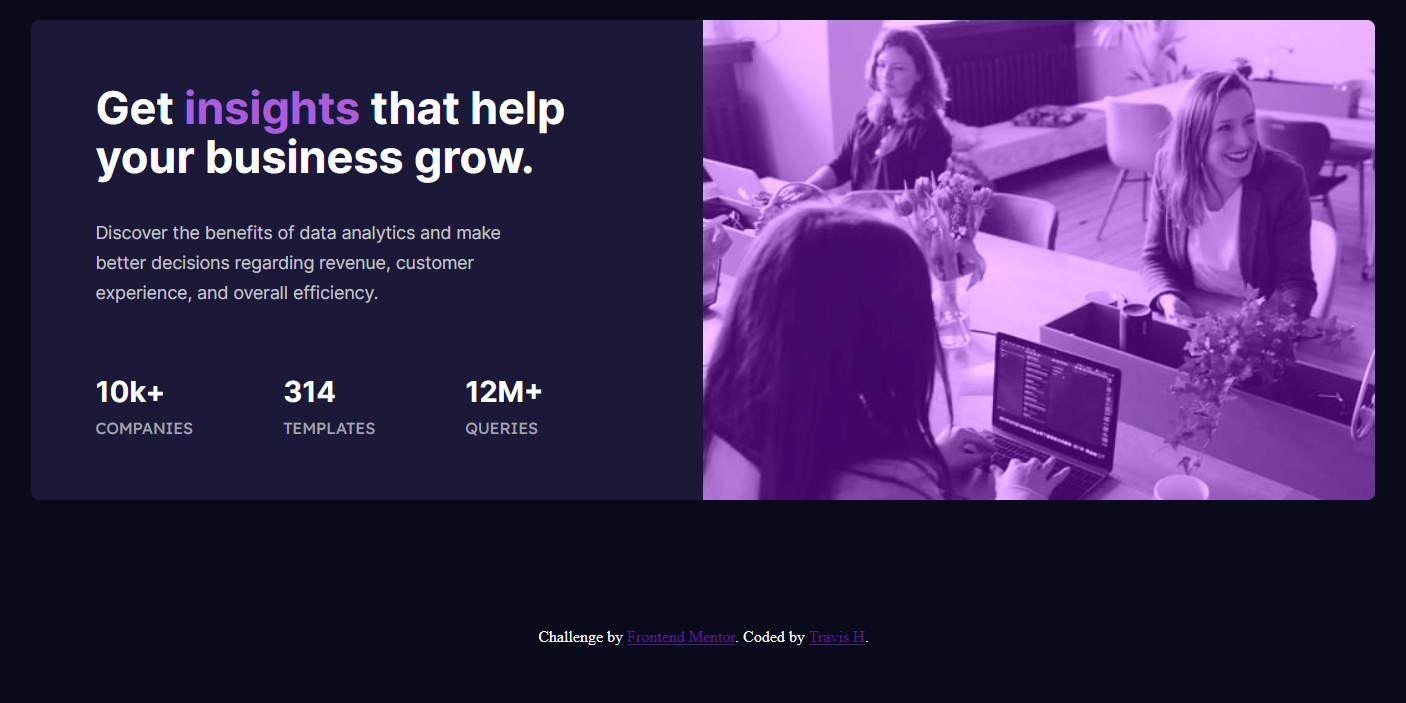 Get insights that help
your business grow.
Discover the benefits of data analytics and make
better decisions regarding revenue, customer
experience, and overall efficiency.
10k+ 314 12M+
COMPANIES TEMPLATES QUERIES
Challenge by Frontend Mentor. Coded by Travis H.